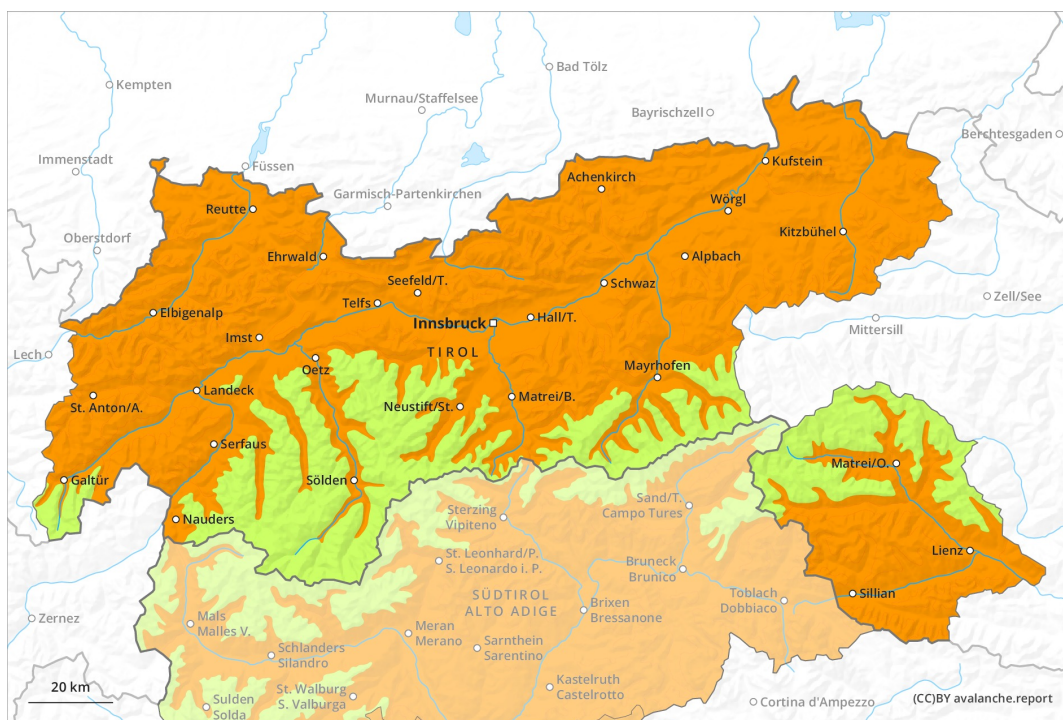 Kempten
Bad Tölz
Murnau/Staffelsee
Bayrischzell
Berchtesgaden
Immenstadt
Füssen
Kufstein
Achenkirch
Garmisch-Partenkirchen
Reutte
Wörgl
Oberstdorf
Kitzbühel
Ehrwald
Alpbach
Seefeld/T.
Schwaz
Zell/See
Telfs
Elbigenalp
Innsbruck
Hall/T.
Mittersill
Imst
TIROL
Lech
Oetz
Mayrhofen
Landeck
Matrei/B.
St. Anton/A.
Neustift/St.
Serfaus
Matrei/O.
Galtür
Sölden
Sand/T.
Campo Tures
Sterzing
Vipiteno
Nauders
Lienz
St. Leonhard/P.
S. Leonardo i. P.
Bruneck
Brunico
Sillian
SÜDTIROL
ALTO ADIGE
Toblach
Dobbiaco
Brixen
Bressanone
Zernez
Mals
Malles V.
Meran
Merano
Sarnthein
Sarentino
Schlanders
Silandro
Kastelruth
Castelrotto
20 km
St. Walburg
S. Valburga
Sulden
Solda
Cortina d'Ampezzo
(CC)BY avalanche.report